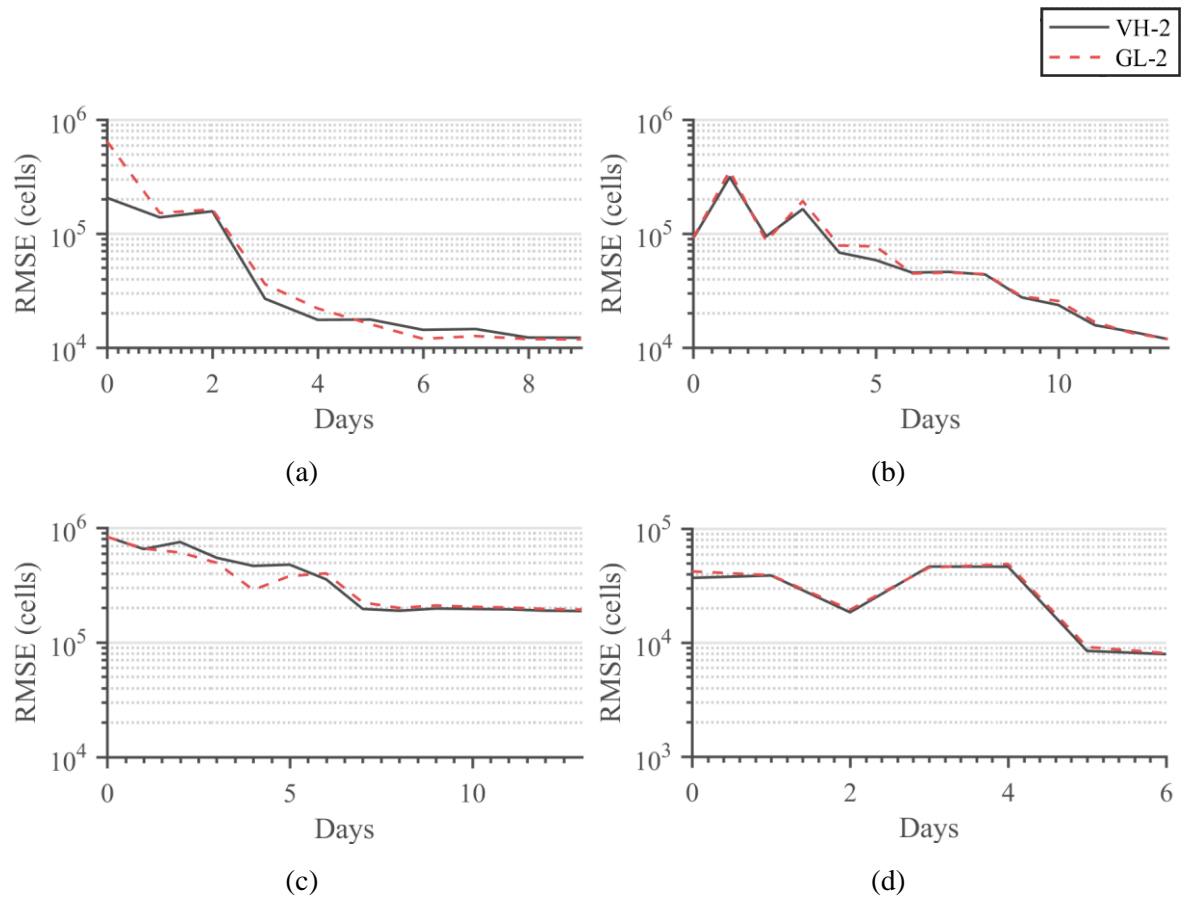 VH-2
GL-2
10^6
10^5
10^4
RMSE (cells)
0 2 4 6 8
Days
(a)
10^6
10^5
10^4
RMSE (cells)
0 5 10
Days
(b)
10^6
10^5
10^4
RMSE (cells)
0 5 10
Days
(c)
10^5
10^4
10^3
RMSE (cells)
0 2 4 6
Days
(d)